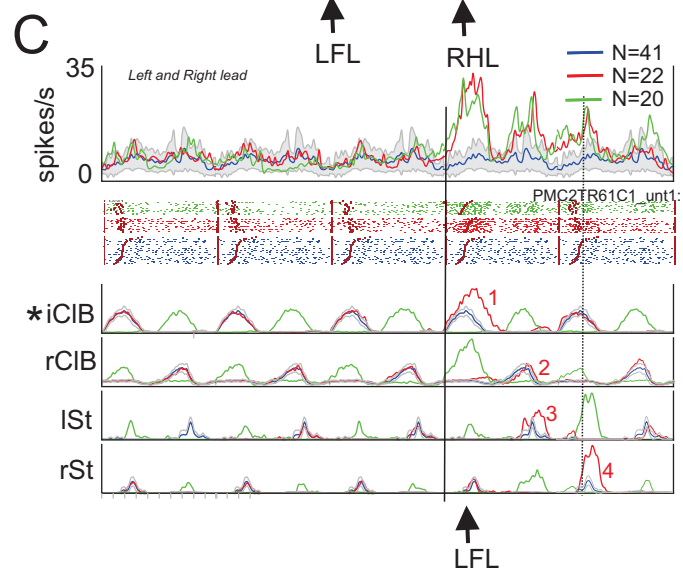 C
LFL
RHL
35
spikes/s
0
Left and Right lead
N=41
N=22
N=20
PMC2TR61C1_unt1:
*iClB
1
rClB
2
lSt
3
rSt
4
LFL